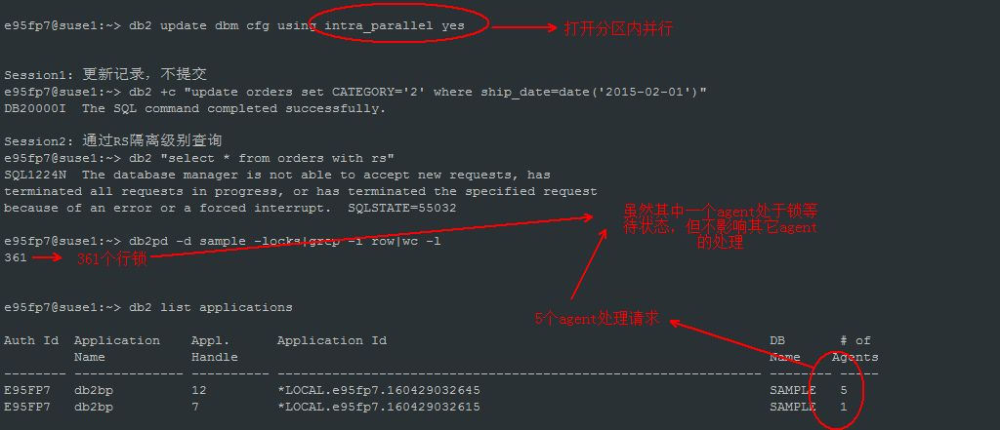 e95fp7@suse1:~> db2 update dbm cfg using intra_parallel yes
打开分区内并行
Session1: 更新记录，不提交
e95fp7@suse1:~> db2 +c "update orders set CATEGORY='2' where ship_date=date('2015-02-01')"
DB20000I  The SQL command completed successfully.
Session2: 通过RS隔离级别查询
e95fp7@suse1:~> db2 "select * from orders with rs"
SQL1224N  The database manager is not able to accept new requests, has
terminated all requests in progress, or has terminated the specified request
because of an error or a forced interrupt.  SQLSTATE=55032
虽然其中一个agent处于锁等
待状态，但不影响其它agent
的处理
e95fp7@suse1:~> db2pd -d sample -locks|grep -i row|wc -l
361
361个行锁
e95fp7@suse1:~> db2 list applications
5个agent处理请求
Auth Id  Application    Appl.      Application Id                                                 DB       # of
Name           Handle                                                                    Name    Agents
-------- -------------- ---------- -------------------------------------------------------------- -------- -----
E95FP7   db2bp          12         *LOCAL.e95fp7.160429032645                                     SAMPLE   5
E95FP7   db2bp          7          *LOCAL.e95fp7.160429032615                                     SAMPLE   1